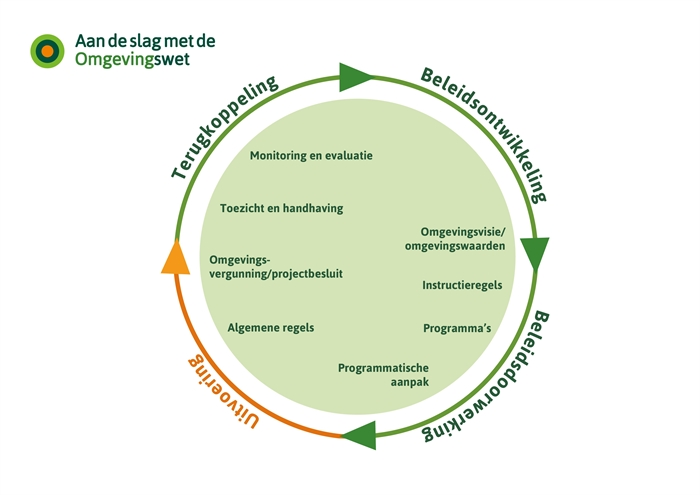 Aan de slag met de
Omgevingswet
Terugkoppeling
Beleidsontwikkeling
Monitoring en evaluatie
Toezicht en handhaving
Omgevingsvisie/
omgevingswaarden
Omgevings-
vergunning/projectbesluit
Instructieregels
Algemene regels
Programma's
Programmatische
aanpak
Uitvoering
Beleidsdoorwerking